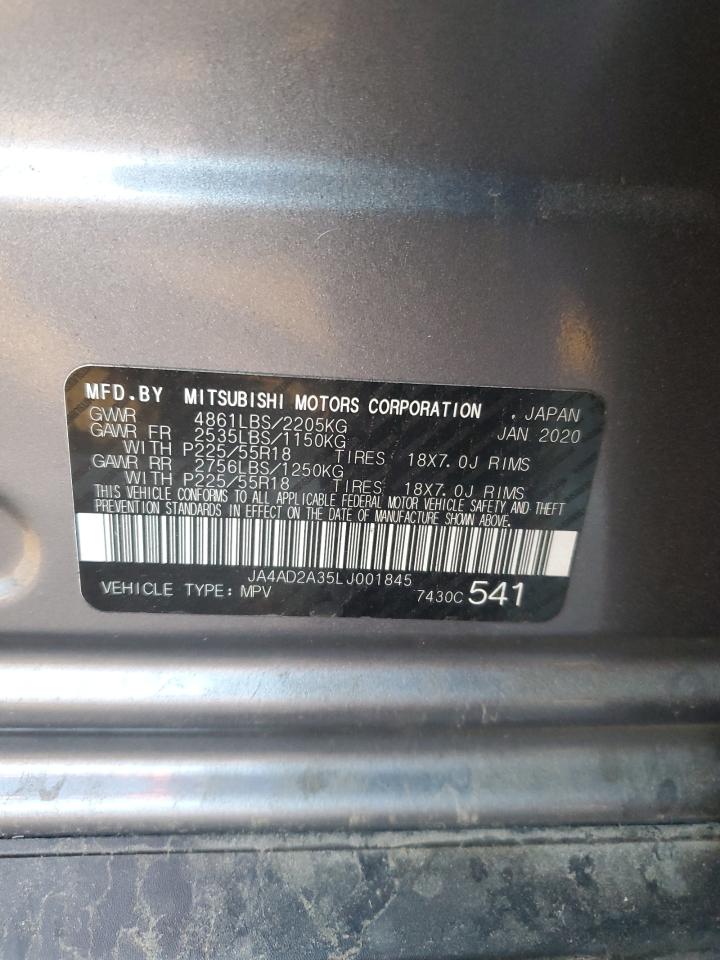 MFD.BY MITSUBISHI MOTORS CORPORATION , JAPAN
GVWR 4861LBS/2205KG JAN 2020
GAWR FR 2535LBS/1150KG
WITH P225/55R18 TIRES 18X7.0J RIMS
GAWR RR 2756LBS/1250KG
WITH P225/55R18 TIRES 18X7.0J RIMS
THIS VEHICLE CONFORMS TO ALL APPLICABLE FEDERAL MOTOR VEHICLE SAFETY AND THEFT
PREVENTION STANDARDS IN EFFECT ON THE DATE OF MANUFACTURE SHOWN ABOVE.
JA4AD2A35LJ001845
VEHICLE TYPE: MPV 7430C 541